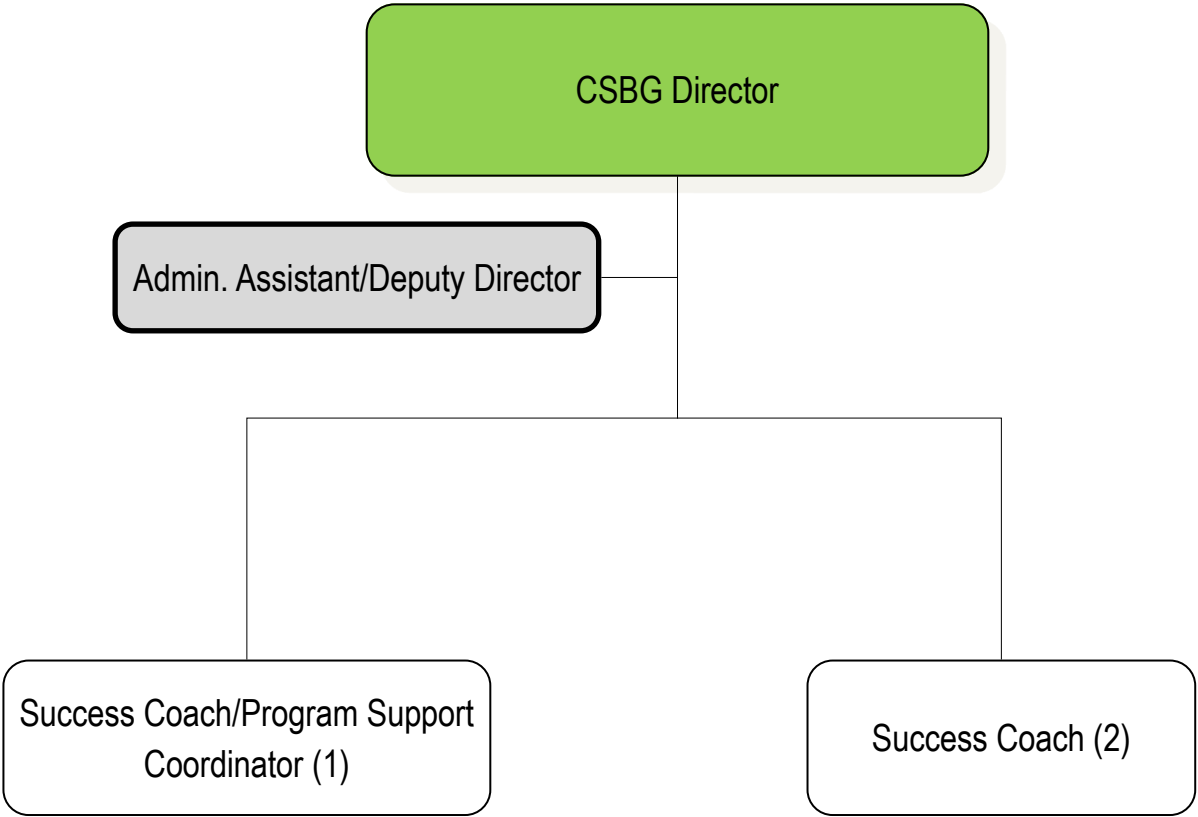 CSBG Director
Admin. Assistant/Deputy Director
Success Coach/Program Support
Coordinator (1)
Success Coach (2)